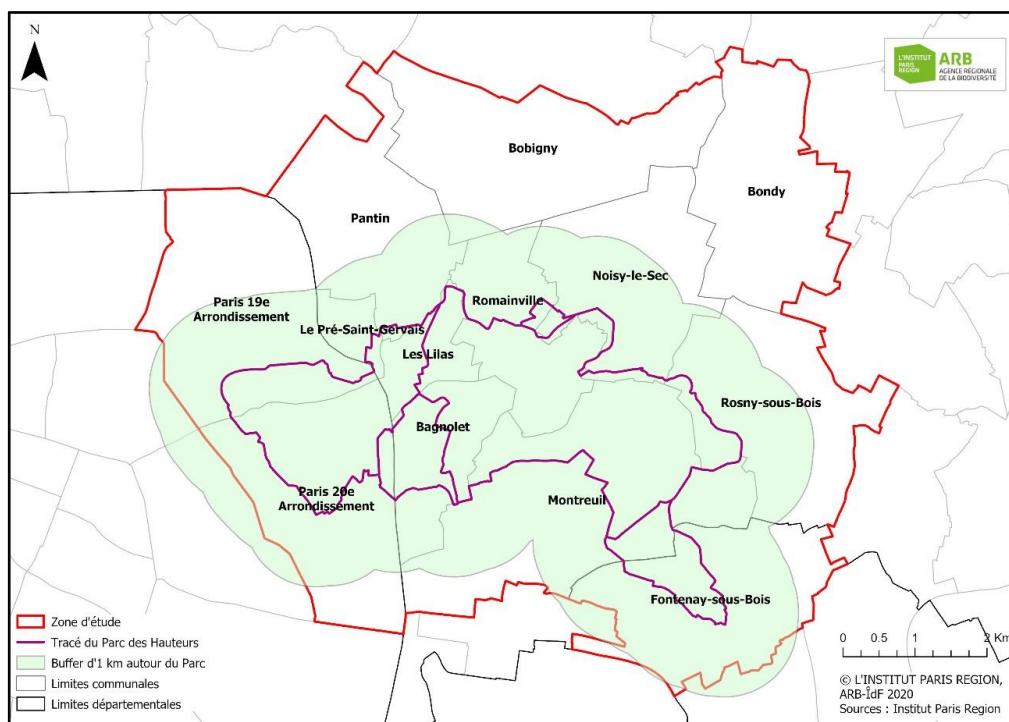 N
L'INSTITUT
PARIS
REGION
ARB
AGENCE RÉGIONALE
DE LA BIODIVERSITÉ
Bobigny
Bondy
Pantin
Noisy-le-Sec
Paris 19e
Arrondissement
Romainville
Le Pré-Saint-Gervais
Les Lilas
Rosny-sous-Bois
Bagnolet
Paris 20e
Arrondissement
Montreuil
Fontenay-sous-Bois
Zone d'étude
Tracé du Parc des Hauteurs
Buffer d'1 km autour du Parc
Limites communales
Limites départementales
0 0.5 1 2 Km
© L'INSTITUT PARIS REGION,
ARB-ÎdF 2020
Sources : Institut Paris Region